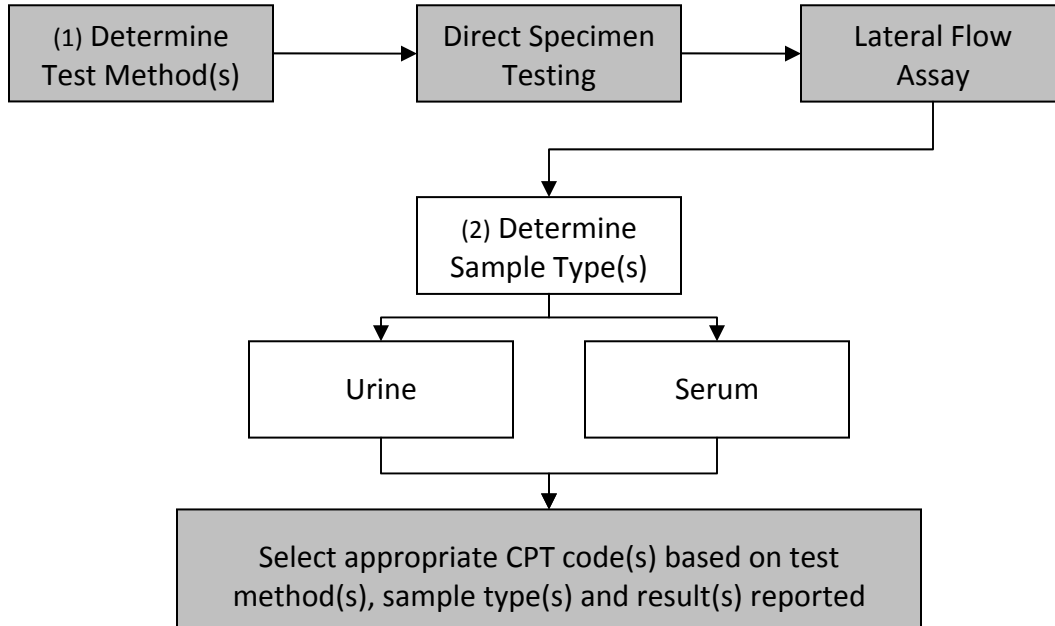 (1) Determine
Test Method(s)
Direct Specimen
Testing
Lateral Flow
Assay
(2) Determine
Sample Type(s)
Urine
Serum
Select appropriate CPT code(s) based on test
method(s), sample type(s) and result(s) reported